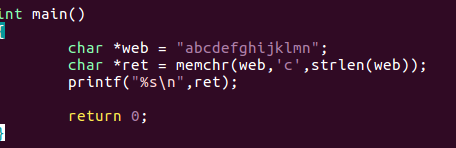 int main()
{
char *web = "abcdefghijklmn";
char *ret = memchr(web,'c',strlen(web));
printf("%s\n",ret);
return 0;
}